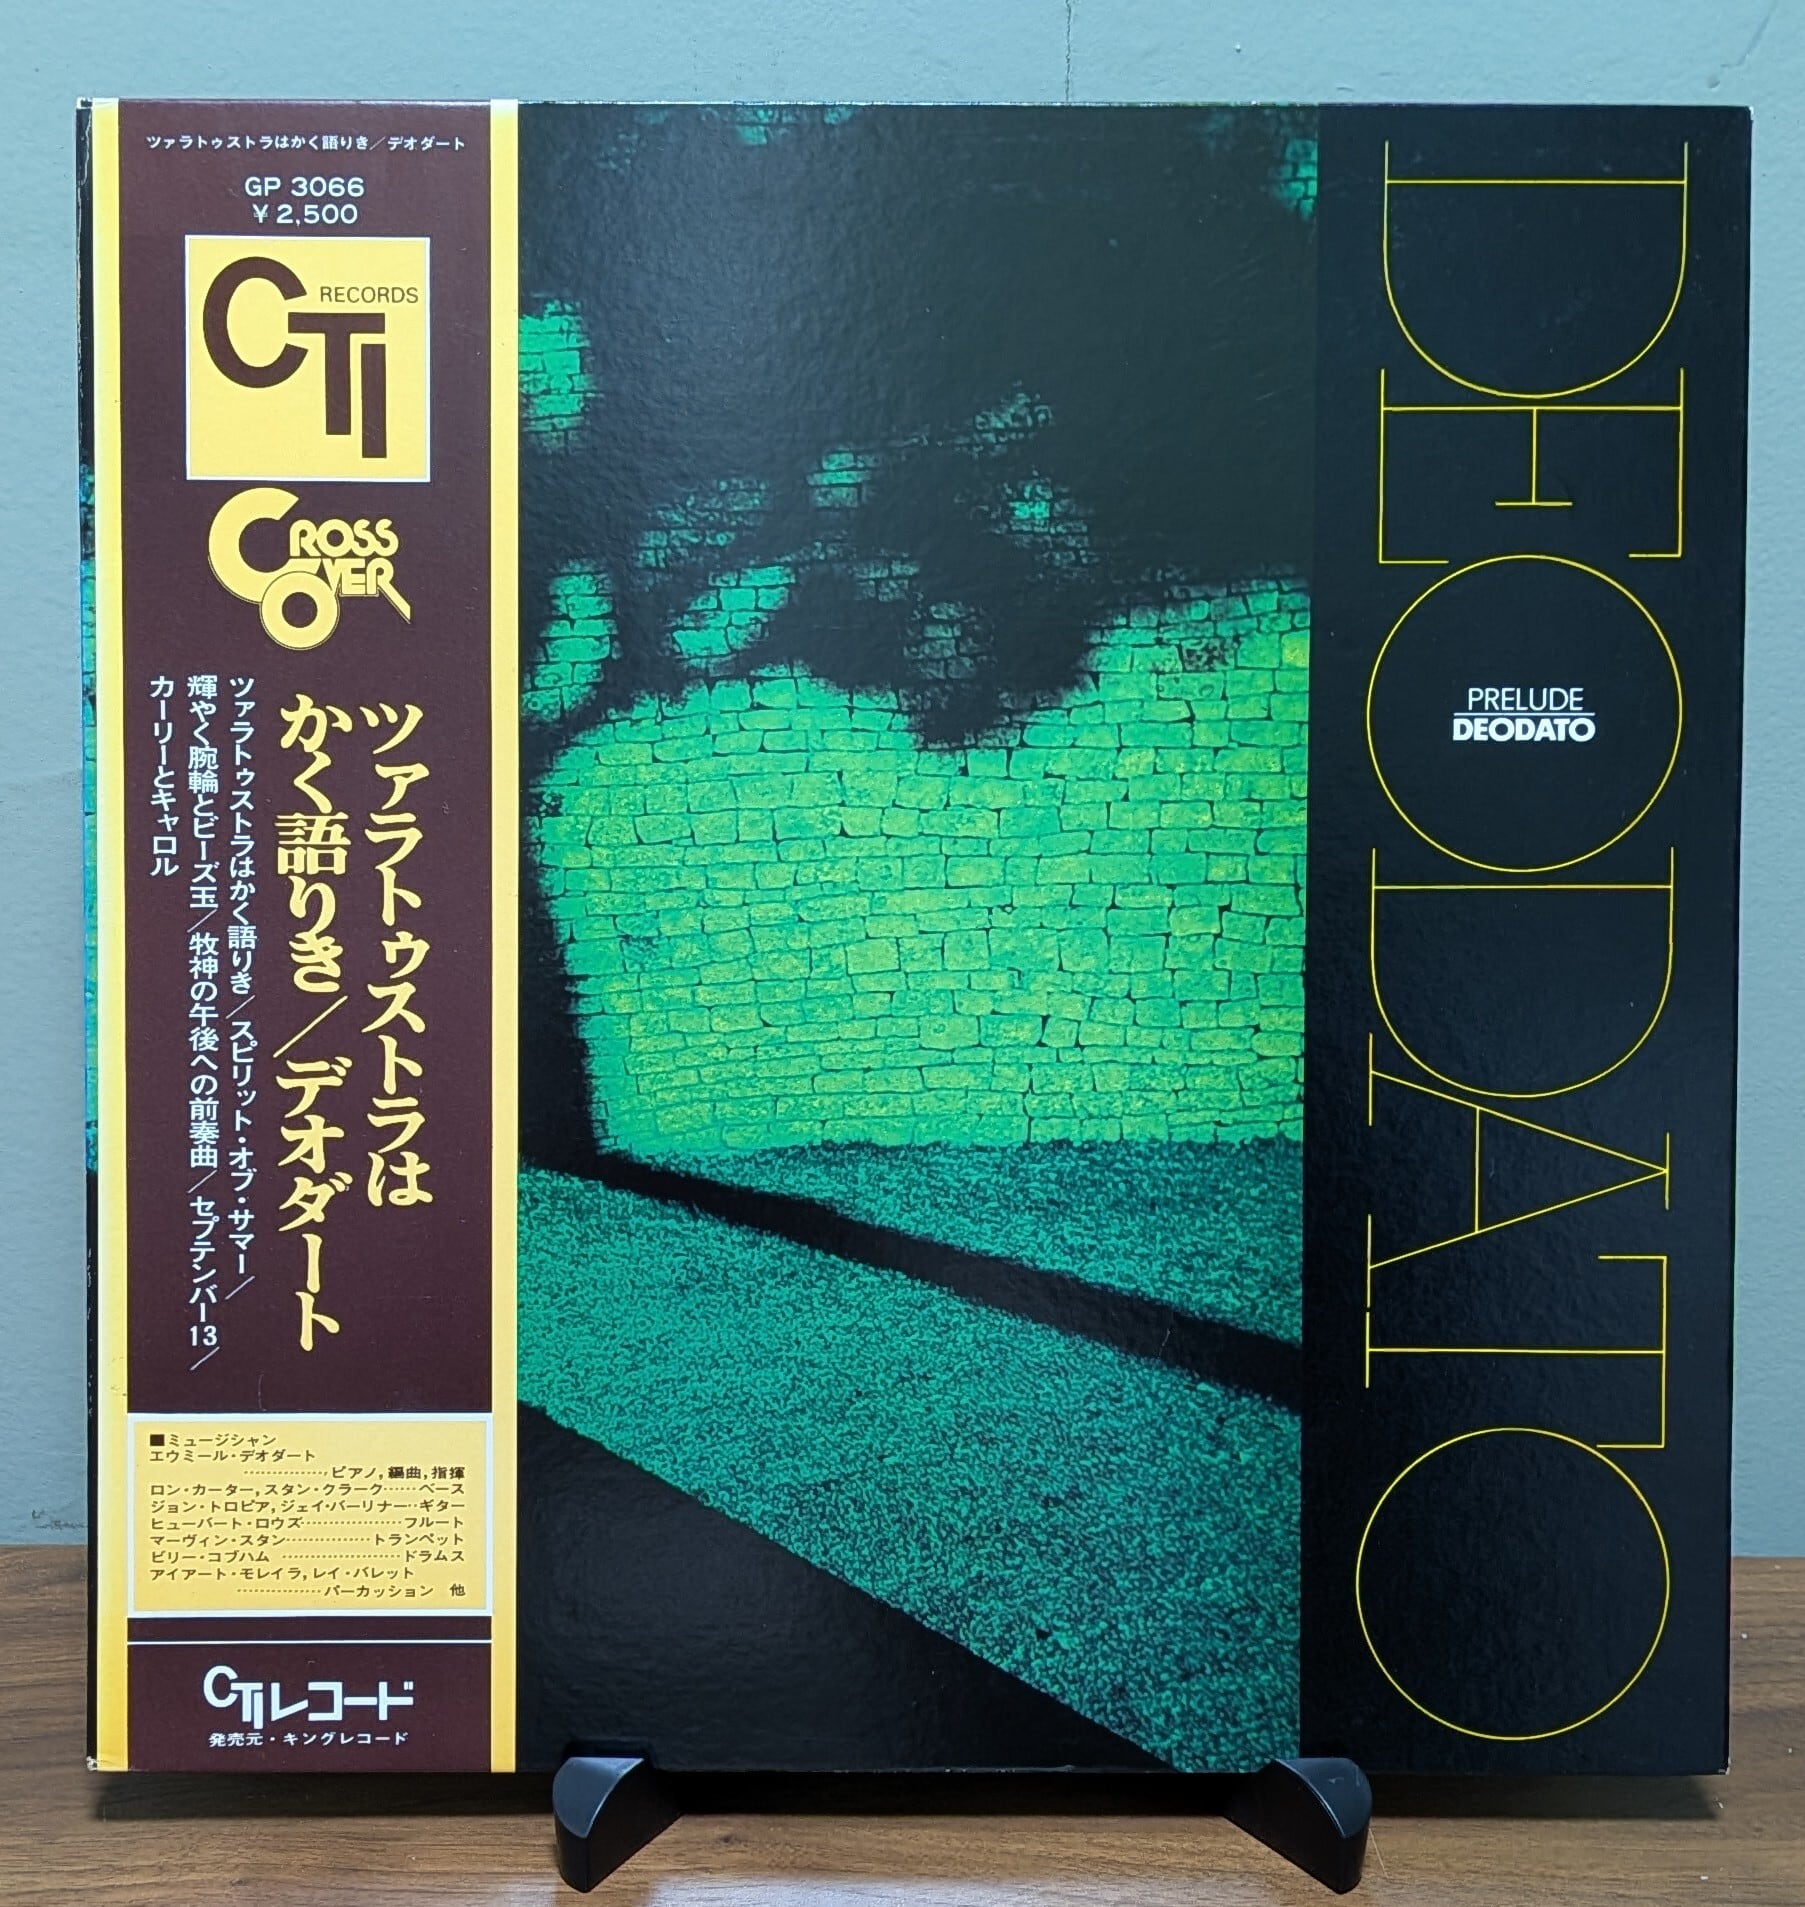 ツァラトゥストラはかく語りき／デオダート
GP 3066
￥2,500
CTI RECORDS
CROSS OVER
ツァラトゥストラは
かく語りき／デオダート
ツァラトゥストラはかく語りき／スピリット・オブ・サマー／
輝やく腕輪とビーズ玉／牧神の午後への前奏曲／セプテンバー13／
カーリーとキャロル
■ミュージシャン
エウミール・デオダート
……………ピアノ,編曲,指揮
ロン・カーター,スタン・クラーク……ベース
ジョン・トロピア,ジェイ・バーリナー‥ギター
ヒューバート・ロウズ………………フルート
マーヴィン・スタン……………トランペット
ビリー・コブハム …………………ドラムス
アイアート・モレイラ,レイ・バレット
……………パーカッション 他
CTIレコード
発売元・キングレコード
DEODATO
PRELUDE
DEODATO